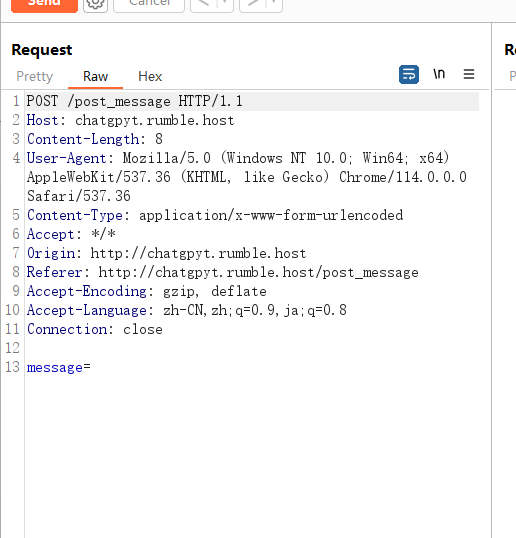 Send Cancel < >
Request
Pretty Raw Hex \n
1 POST /post_message HTTP/1.1
2 Host: chatgpyt.rumble.host
3 Content-Length: 8
4 User-Agent: Mozilla/5.0 (Windows NT 10.0; Win64; x64)
AppleWebKit/537.36 (KHTML, like Gecko) Chrome/114.0.0.0
Safari/537.36
5 Content-Type: application/x-www-form-urlencoded
6 Accept: */*
7 Origin: http://chatgpyt.rumble.host
8 Referer: http://chatgpyt.rumble.host/post_message
9 Accept-Encoding: gzip, deflate
10 Accept-Language: zh-CN,zh;q=0.9,ja;q=0.8
11 Connection: close
12
13 message=